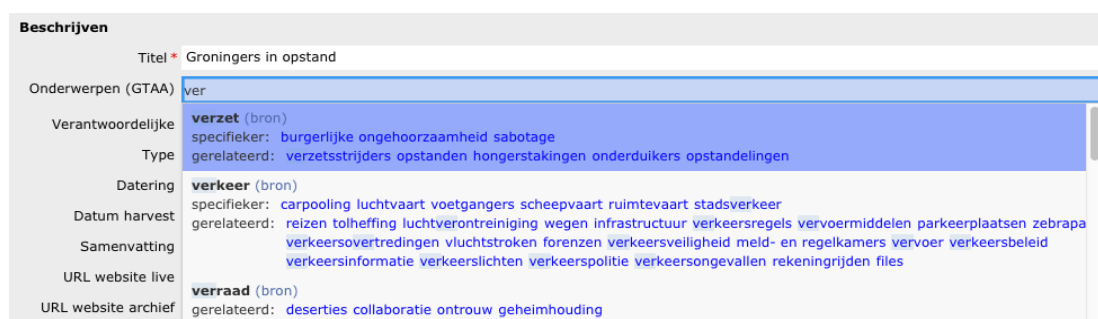 Beschrijven
Titel * Groningers in opstand
Onderwerpen (GTAA) ver
Verantwoordelijke
verzet (bron)
specifieker: burgerlijke ongehoorzaamheid sabotage
Type
gerelateerd: verzetsstrijders opstanden hongerstakingen onderduikers opstandelingen
Datering
verkeer (bron)
specifieker: carpooling luchtvaart voetgangers scheepvaart ruimtevaart stadsverkeer
Datum harvest
gerelateerd: reizen tolheffing luchtverontreiniging wegen infrastructuur verkeersregels vervoermiddelen parkeerplaatsen zebrapa
Samenvatting
verkeersovertredingen vluchtstroken forenzen verkeersveiligheid meld- en regelkamers vervoer verkeersbeleid
verkeersinformatie verkeerslichten verkeerspolitie verkeersongevallen rekeningrijden files
URL website live
verraad (bron)
URL website archief
gerelateerd: deserties collaboratie ontrouw geheimhouding